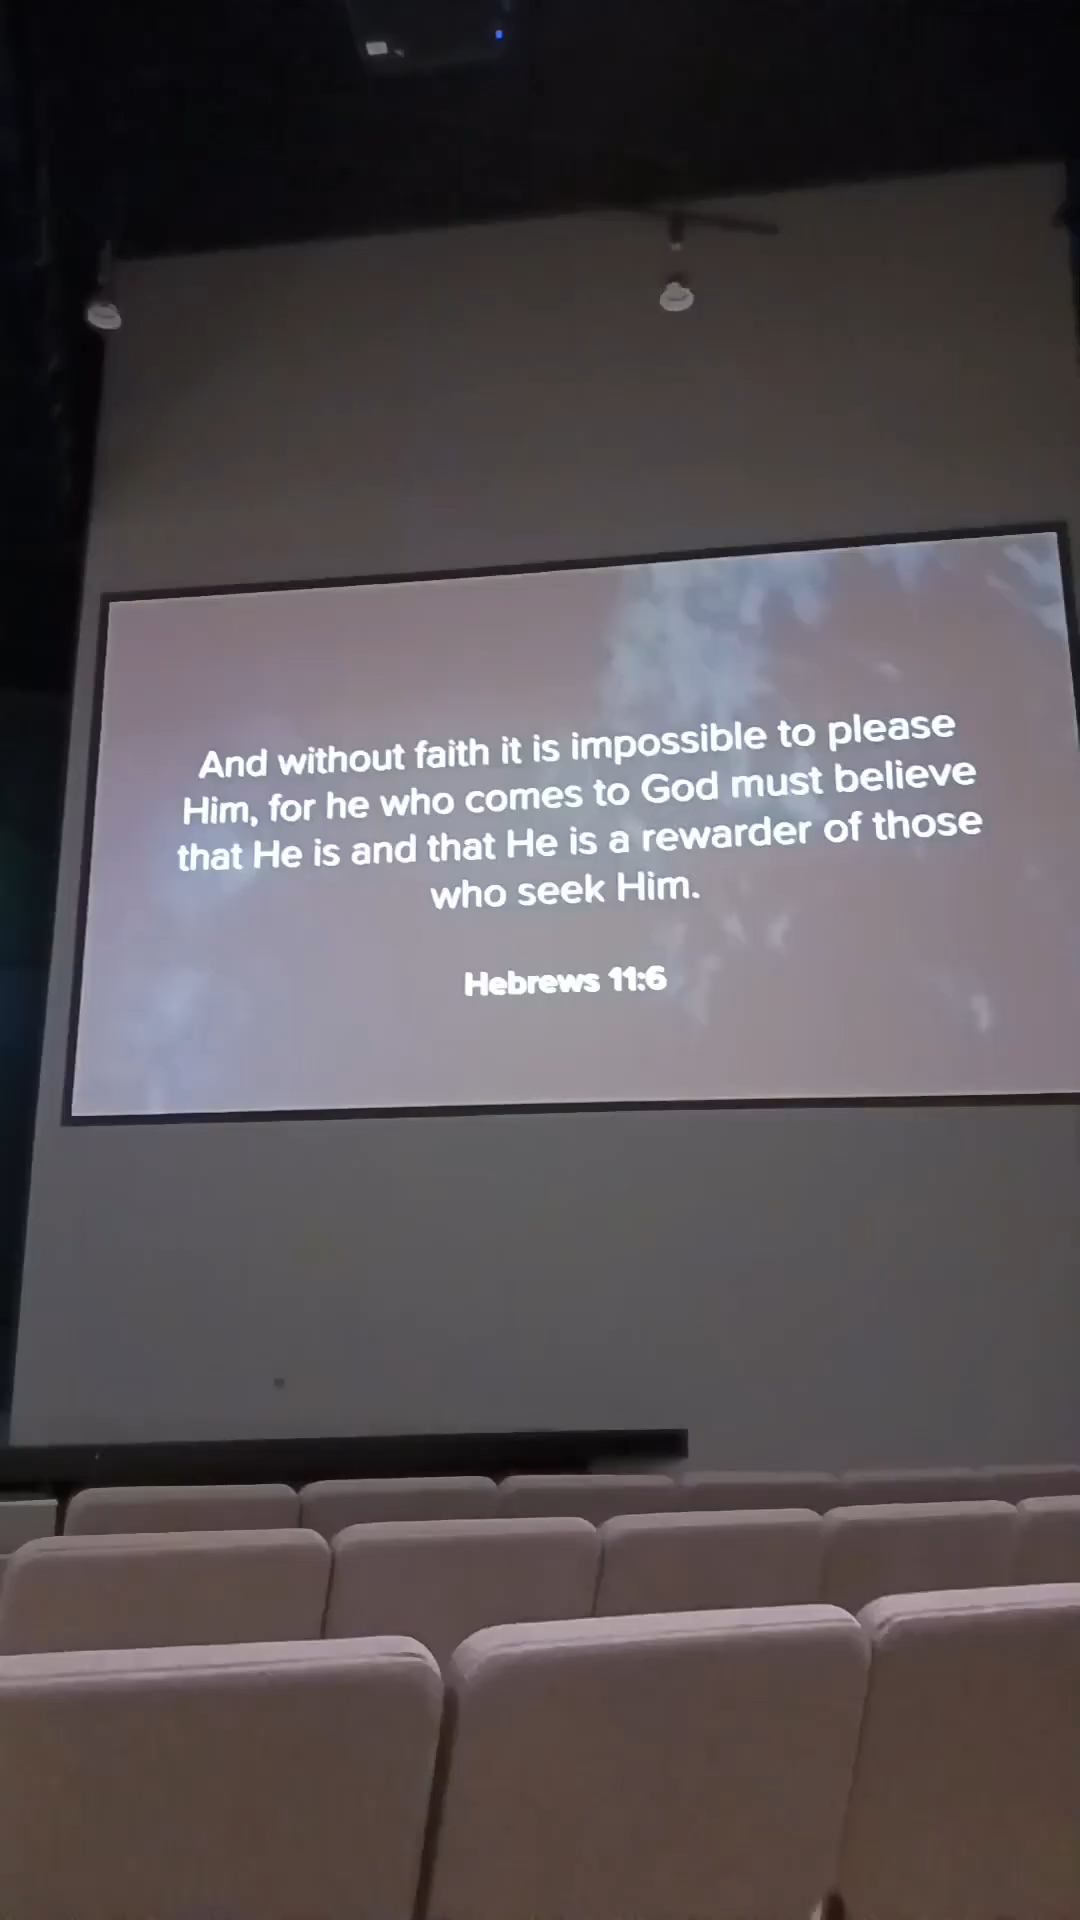 And without faith it is impossible to please
Him, for he who comes to God must believe
that He is and that He is a rewarder of those
who seek Him.
Hebrews 11:6